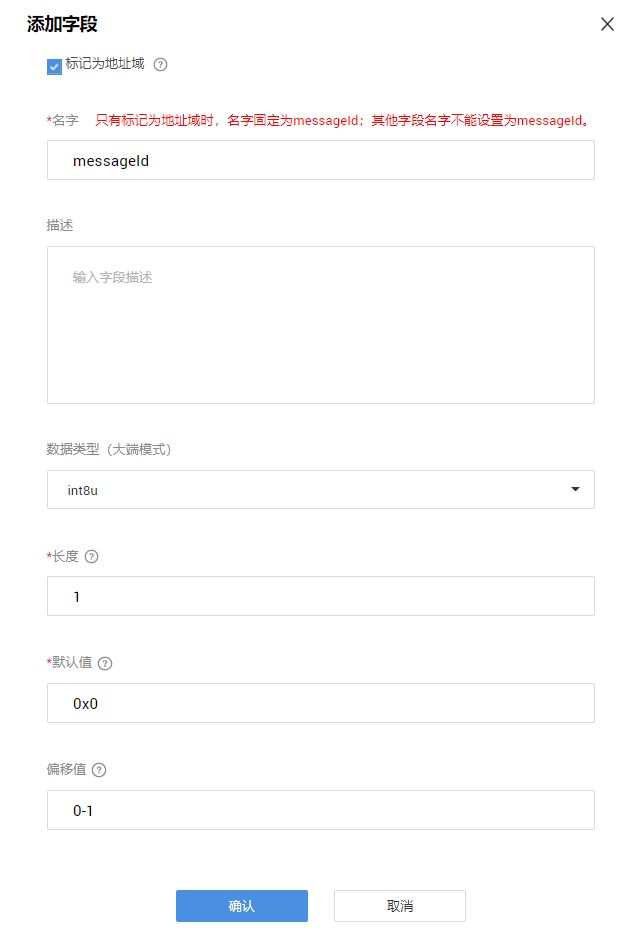 添加字段
标记为地址域
*名字 只有标记为地址域时，名字固定为messageId；其他字段名字不能设置为messageId。
messageId
描述
输入字段描述
数据类型（大端模式）
int8u
*长度
1
*默认值
0x0
偏移值
0-1
确认 取消